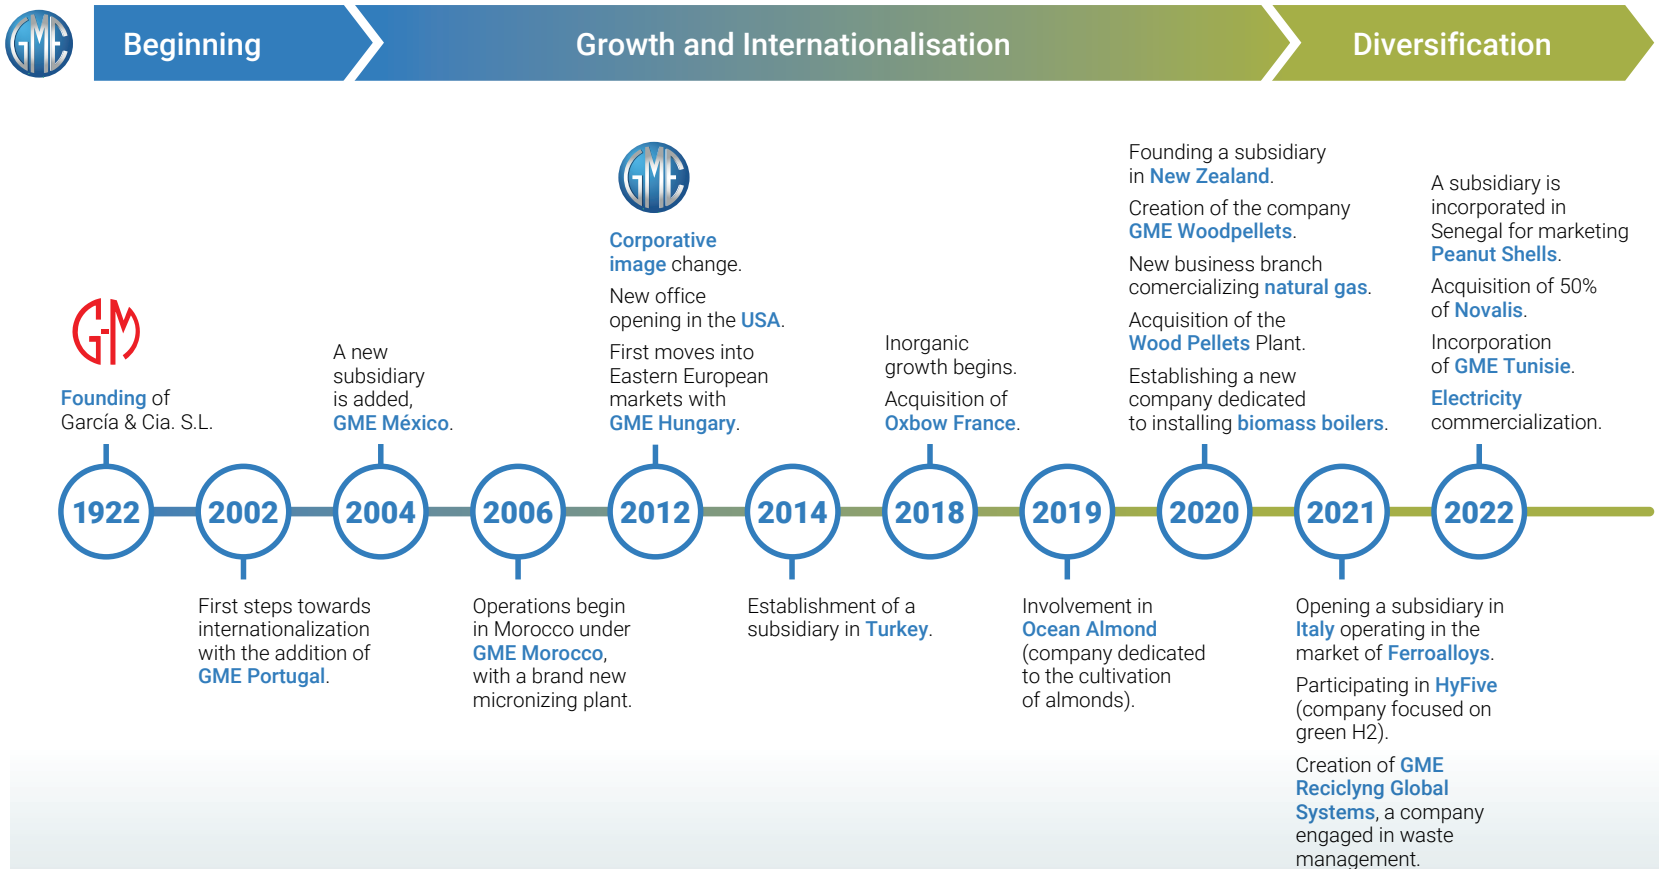 GME
Beginning
Growth and Internationalisation
Diversification
G-M
Founding of
García & Cia. S.L.
1922
2002
First steps towards
internationalization
with the addition of
GME Portugal.
A new
subsidiary
is added,
GME México.
2004
2006
Operations begin
in Morocco under
GME Morocco,
with a brand new
micronizing plant.
GME
Corporative
image change.
New office
opening in the USA.
First moves into
Eastern European
markets with
GME Hungary.
2012
2014
Establishment of a
subsidiary in Turkey.
Inorganic
growth begins.
Acquisition of
Oxbow France.
2018
2019
Involvement in
Ocean Almond
(company dedicated
to the cultivation
of almonds).
Founding a subsidiary
in New Zealand.
Creation of the company
GME Woodpellets.
New business branch
comercializing natural gas.
Acquisition of the
Wood Pellets Plant.
Establishing a new
company dedicated
to installing biomass boilers.
2020
2021
Opening a subsidiary in
Italy operating in the
market of Ferroalloys.
Participating in HyFive
(company focused on
green H2).
Creation of GME
Reciclyng Global
Systems, a company
engaged in waste
management.
A subsidiary is
incorporated in
Senegal for marketing
Peanut Shells.
Acquisition of 50%
of Novalis.
Incorporation
of GME Tunisie.
Electricity
commercialization.
2022